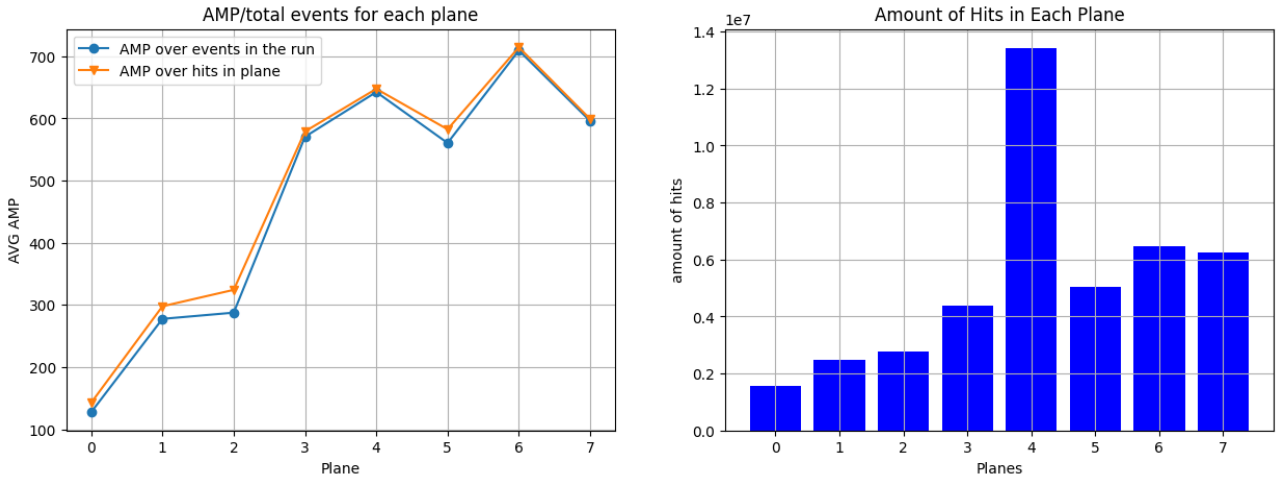 AMP/total events for each plane
AMP over events in the run
AMP over hits in plane
AVG AMP
700
600
500
400
300
200
100
0 1 2 3 4 5 6 7
Plane
Amount of Hits in Each Plane
1e7
amount of hits
1.4
1.2
1.0
0.8
0.6
0.4
0.2
0.0
0 1 2 3 4 5 6 7
Planes